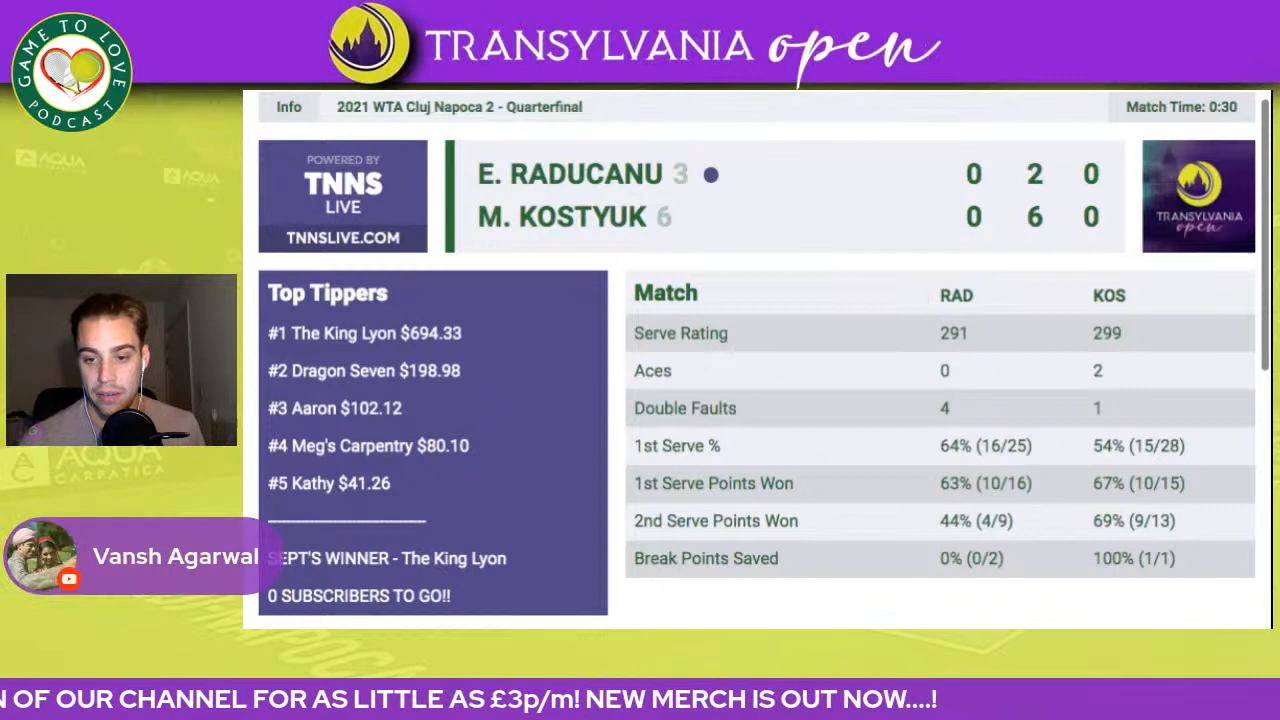 GAME TO LOVE
PODCAST
TRANSYLVANIA open
Info 2021 WTA Cluj Napoca 2 - Quarterfinal Match Time: 0:30
POWERED BY
TNNS
LIVE
TNNSLIVE.COM
E. RADUCANU 3 0 2 0
M. KOSTYUK 6 0 6 0
TRANSYLVANIA
open
Top Tippers
#1 The King Lyon $694.33
#2 Dragon Seven $198.98
#3 Aaron $102.12
#4 Meg's Carpentry $80.10
#5 Kathy $41.26
SEPT'S WINNER - The King Lyon
0 SUBSCRIBERS TO GO!!
Match RAD KOS
Serve Rating 291 299
Aces 0 2
Double Faults 4 1
1st Serve % 64% (16/25) 54% (15/28)
1st Serve Points Won 63% (10/16) 67% (10/15)
2nd Serve Points Won 44% (4/9) 69% (9/13)
Break Points Saved 0% (0/2) 100% (1/1)
AQUA
AQUA
AQUA
CARPATICA
Vansh Agarwal
N OF OUR CHANNEL FOR AS LITTLE AS £3p/m! NEW MERCH IS OUT NOW....!